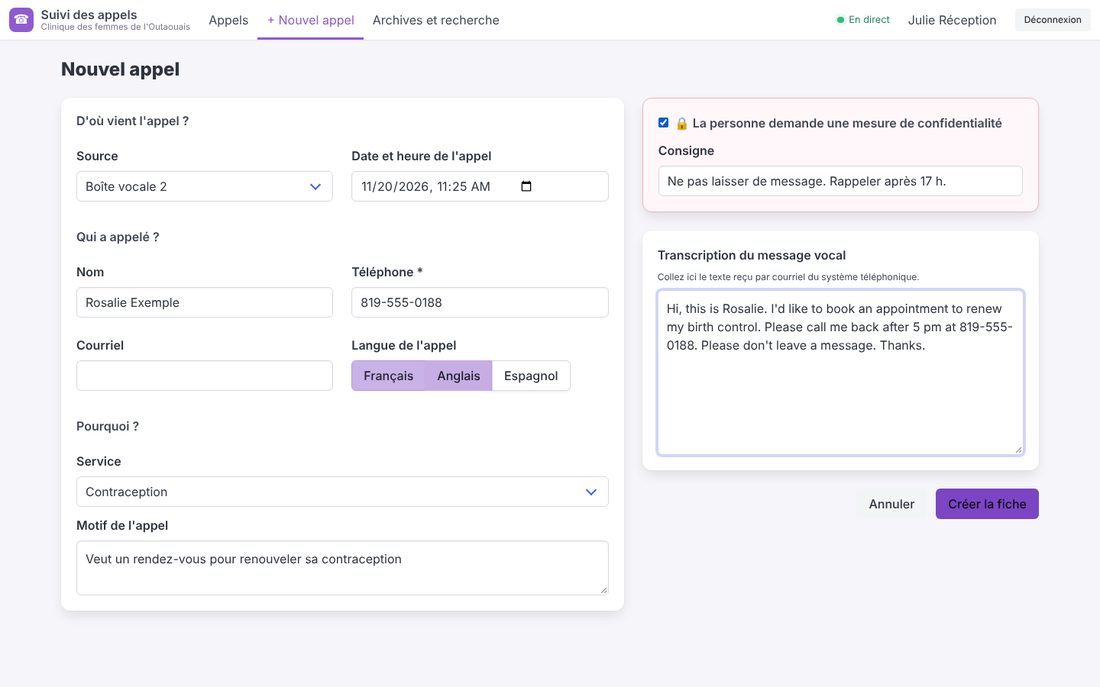 Suivi des appels
Clinique des femmes de l'Outaouais
Appels
+ Nouvel appel
Archives et recherche
En direct
Julie Réception
Déconnexion
Nouvel appel
D'où vient l'appel ?
Source
Date et heure de l'appel
Boîte vocale 2
11/20/2026, 11:25 AM
Qui a appelé ?
Nom
Téléphone *
Rosalie Exemple
819-555-0188
Courriel
Langue de l'appel
Français
Anglais
Espagnol
Pourquoi ?
Service
Contraception
Motif de l'appel
Veut un rendez-vous pour renouveler sa contraception
La personne demande une mesure de confidentialité
Consigne
Ne pas laisser de message. Rappeler après 17 h.
Transcription du message vocal
Collez ici le texte reçu par courriel du système téléphonique.
Hi, this is Rosalie. I'd like to book an appointment to renew
my birth control. Please call me back after 5 pm at 819-555-
0188. Please don't leave a message. Thanks.
Annuler
Créer la fiche